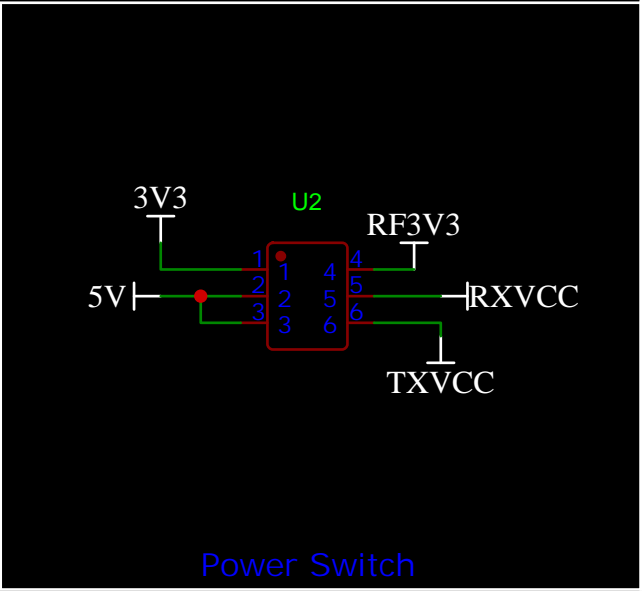 3V3
U2
RF3V3
1 1 4 4
5V 2 2 5 5 RXVCC
3 3 6 6
TXVCC
Power Switch